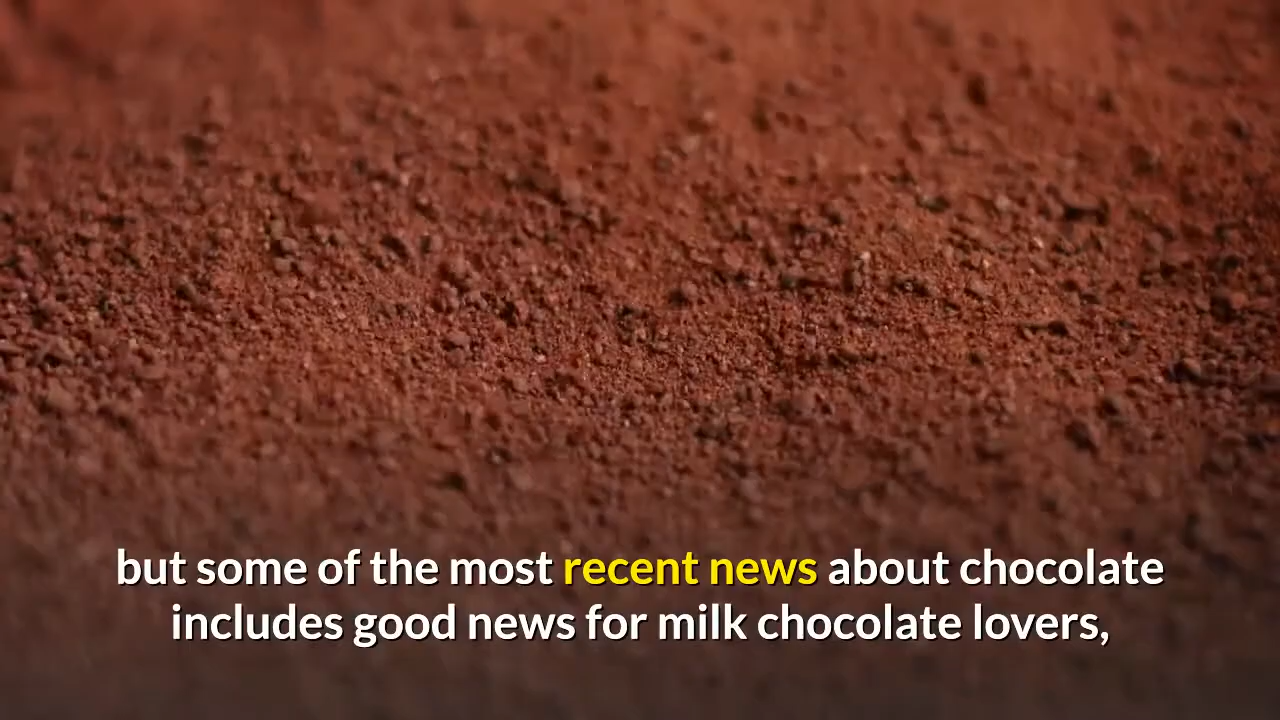 but some of the most recent news about chocolate
includes good news for milk chocolate lovers,